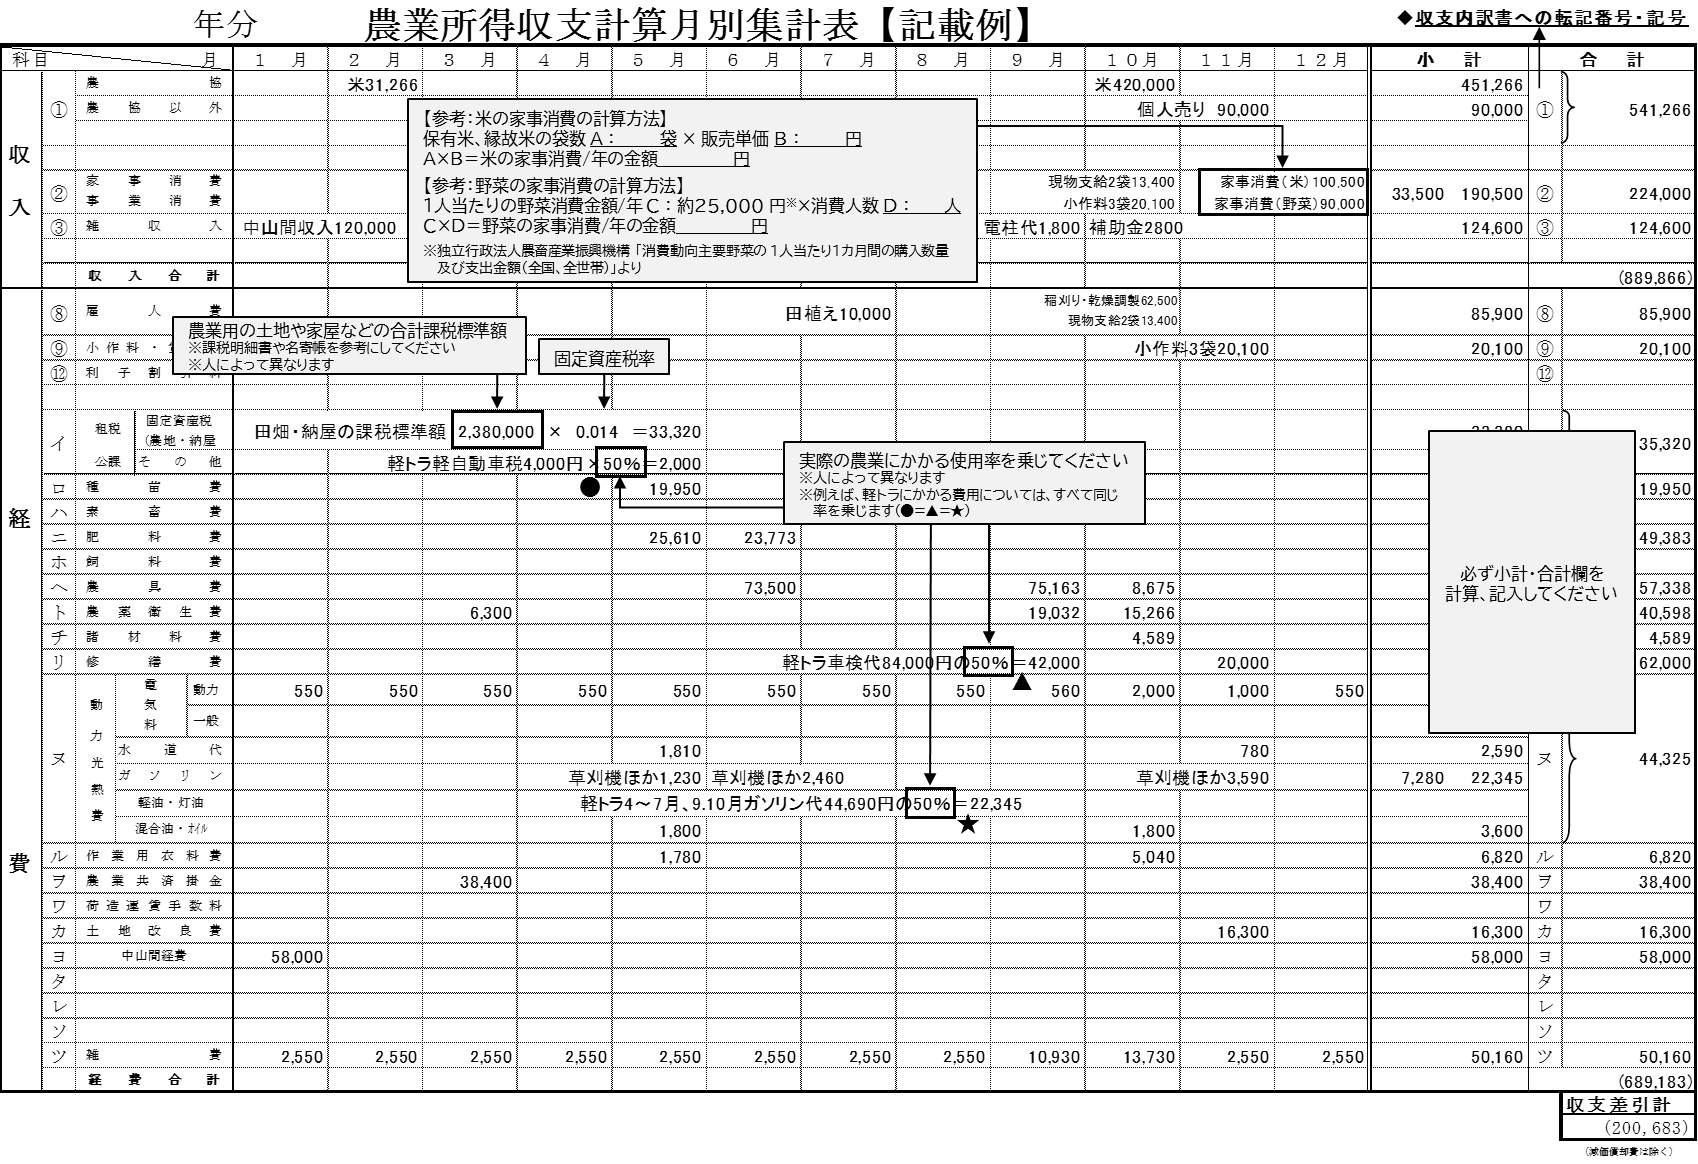 年分 農業所得収支計算月別集計表【記載例】 ◆収支内訳書への転記番号・記号
科目 月 1月 2月 3月 4月 5月 6月 7月 8月 9月 10月 11月 12月 小計 合計
収入
① 農協 米31,266 米420,000 451,266
農協以外 個人売り 90,000 90,000 ① 541,266
【参考：米の家事消費の計算方法】
保有米、縁故米の袋数 A： 袋 × 販売単価 B： 円
A×B＝米の家事消費/年の金額 円
【参考：野菜の家事消費の計算方法】
1人当たりの野菜消費金額/年 C：約25,000 円※×消費人数 D： 人
C×D＝野菜の家事消費/年の金額 円
※独立行政法人農畜産業振興機構 「消費動向主要野菜の 1人当たり1カ月間の購入数量
及び支出金額（全国、全世帯）」より
② 家事消費 現物支給2袋13,400 家事消費（米）100,500
事業消費 小作料3袋20,100 家事消費（野菜）90,000 33,500 190,500 ② 224,000
③ 雑収入 中山間収入120,000 電柱代1,800 補助金2800 124,600 ③ 124,600
収入合計 (889,866)
経費
⑧ 雇人費 田植え10,000 稲刈り・乾燥調製62,500 85,900 ⑧ 85,900
現物支給2袋13,400
農業用の土地や家屋などの合計課税標準額
※課税明細書や名寄帳を参考にしてください
※人によって異なります
固定資産税率
⑨ 小作料・ 小作料3袋20,100 20,100 ⑨ 20,100
⑫ 利子割 ⑫
イ 租税公課 固定資産税（農地・納屋 田畑・納屋の課税標準額 2,380,000 × 0.014 ＝33,320 35,320
その他 軽トラ軽自動車税4,000円 × 50%＝2,000
●
実際の農業にかかる使用率を乗じてください
※人によって異なります
※例えば、軽トラにかかる費用については、すべて同じ
率を乗じます（●＝▲＝★）
必ず小計・合計欄を
計算、記入してください
ロ 種苗費 19,950 19,950
ハ 素畜費
ニ 肥料費 25,610 23,773 49,383
ホ 飼料費
ヘ 農具費 73,500 75,163 8,675 57,338
ト 農薬衛生費 6,300 19,032 15,266 40,598
チ 諸材料費 4,589 4,589
リ 修繕費 軽トラ車検代84,000円の50%＝42,000 20,000 62,000
▲
ヌ 動力光熱費 電気料 動力 550 550 550 550 550 550 550 550 560 2,000 1,000 550
一般
水道代 1,810 780 2,590 ヌ 44,325
ガソリン 草刈機ほか1,230 草刈機ほか2,460 草刈機ほか3,590 7,280 22,345
軽油・灯油 軽トラ4～7月、9.10月ガソリン代44,690円の50%＝22,345
★
混合油・ｵｲﾙ 1,800 1,800 3,600
ル 作業用衣料費 1,780 5,040 6,820 ル 6,820
ヲ 農業共済掛金 38,400 38,400 ヲ 38,400
ワ 荷造運賃手数料 ワ
カ 土地改良費 16,300 16,300 カ 16,300
ヨ 中山間経費 58,000 58,000 ヨ 58,000
タ タ
レ レ
ソ ソ
ツ 雑費 2,550 2,550 2,550 2,550 2,550 2,550 2,550 2,550 10,930 13,730 2,550 2,550 50,160 ツ 50,160
経費合計 (689,183)
収支差引計
(200,683)
（減価償却費は除く）